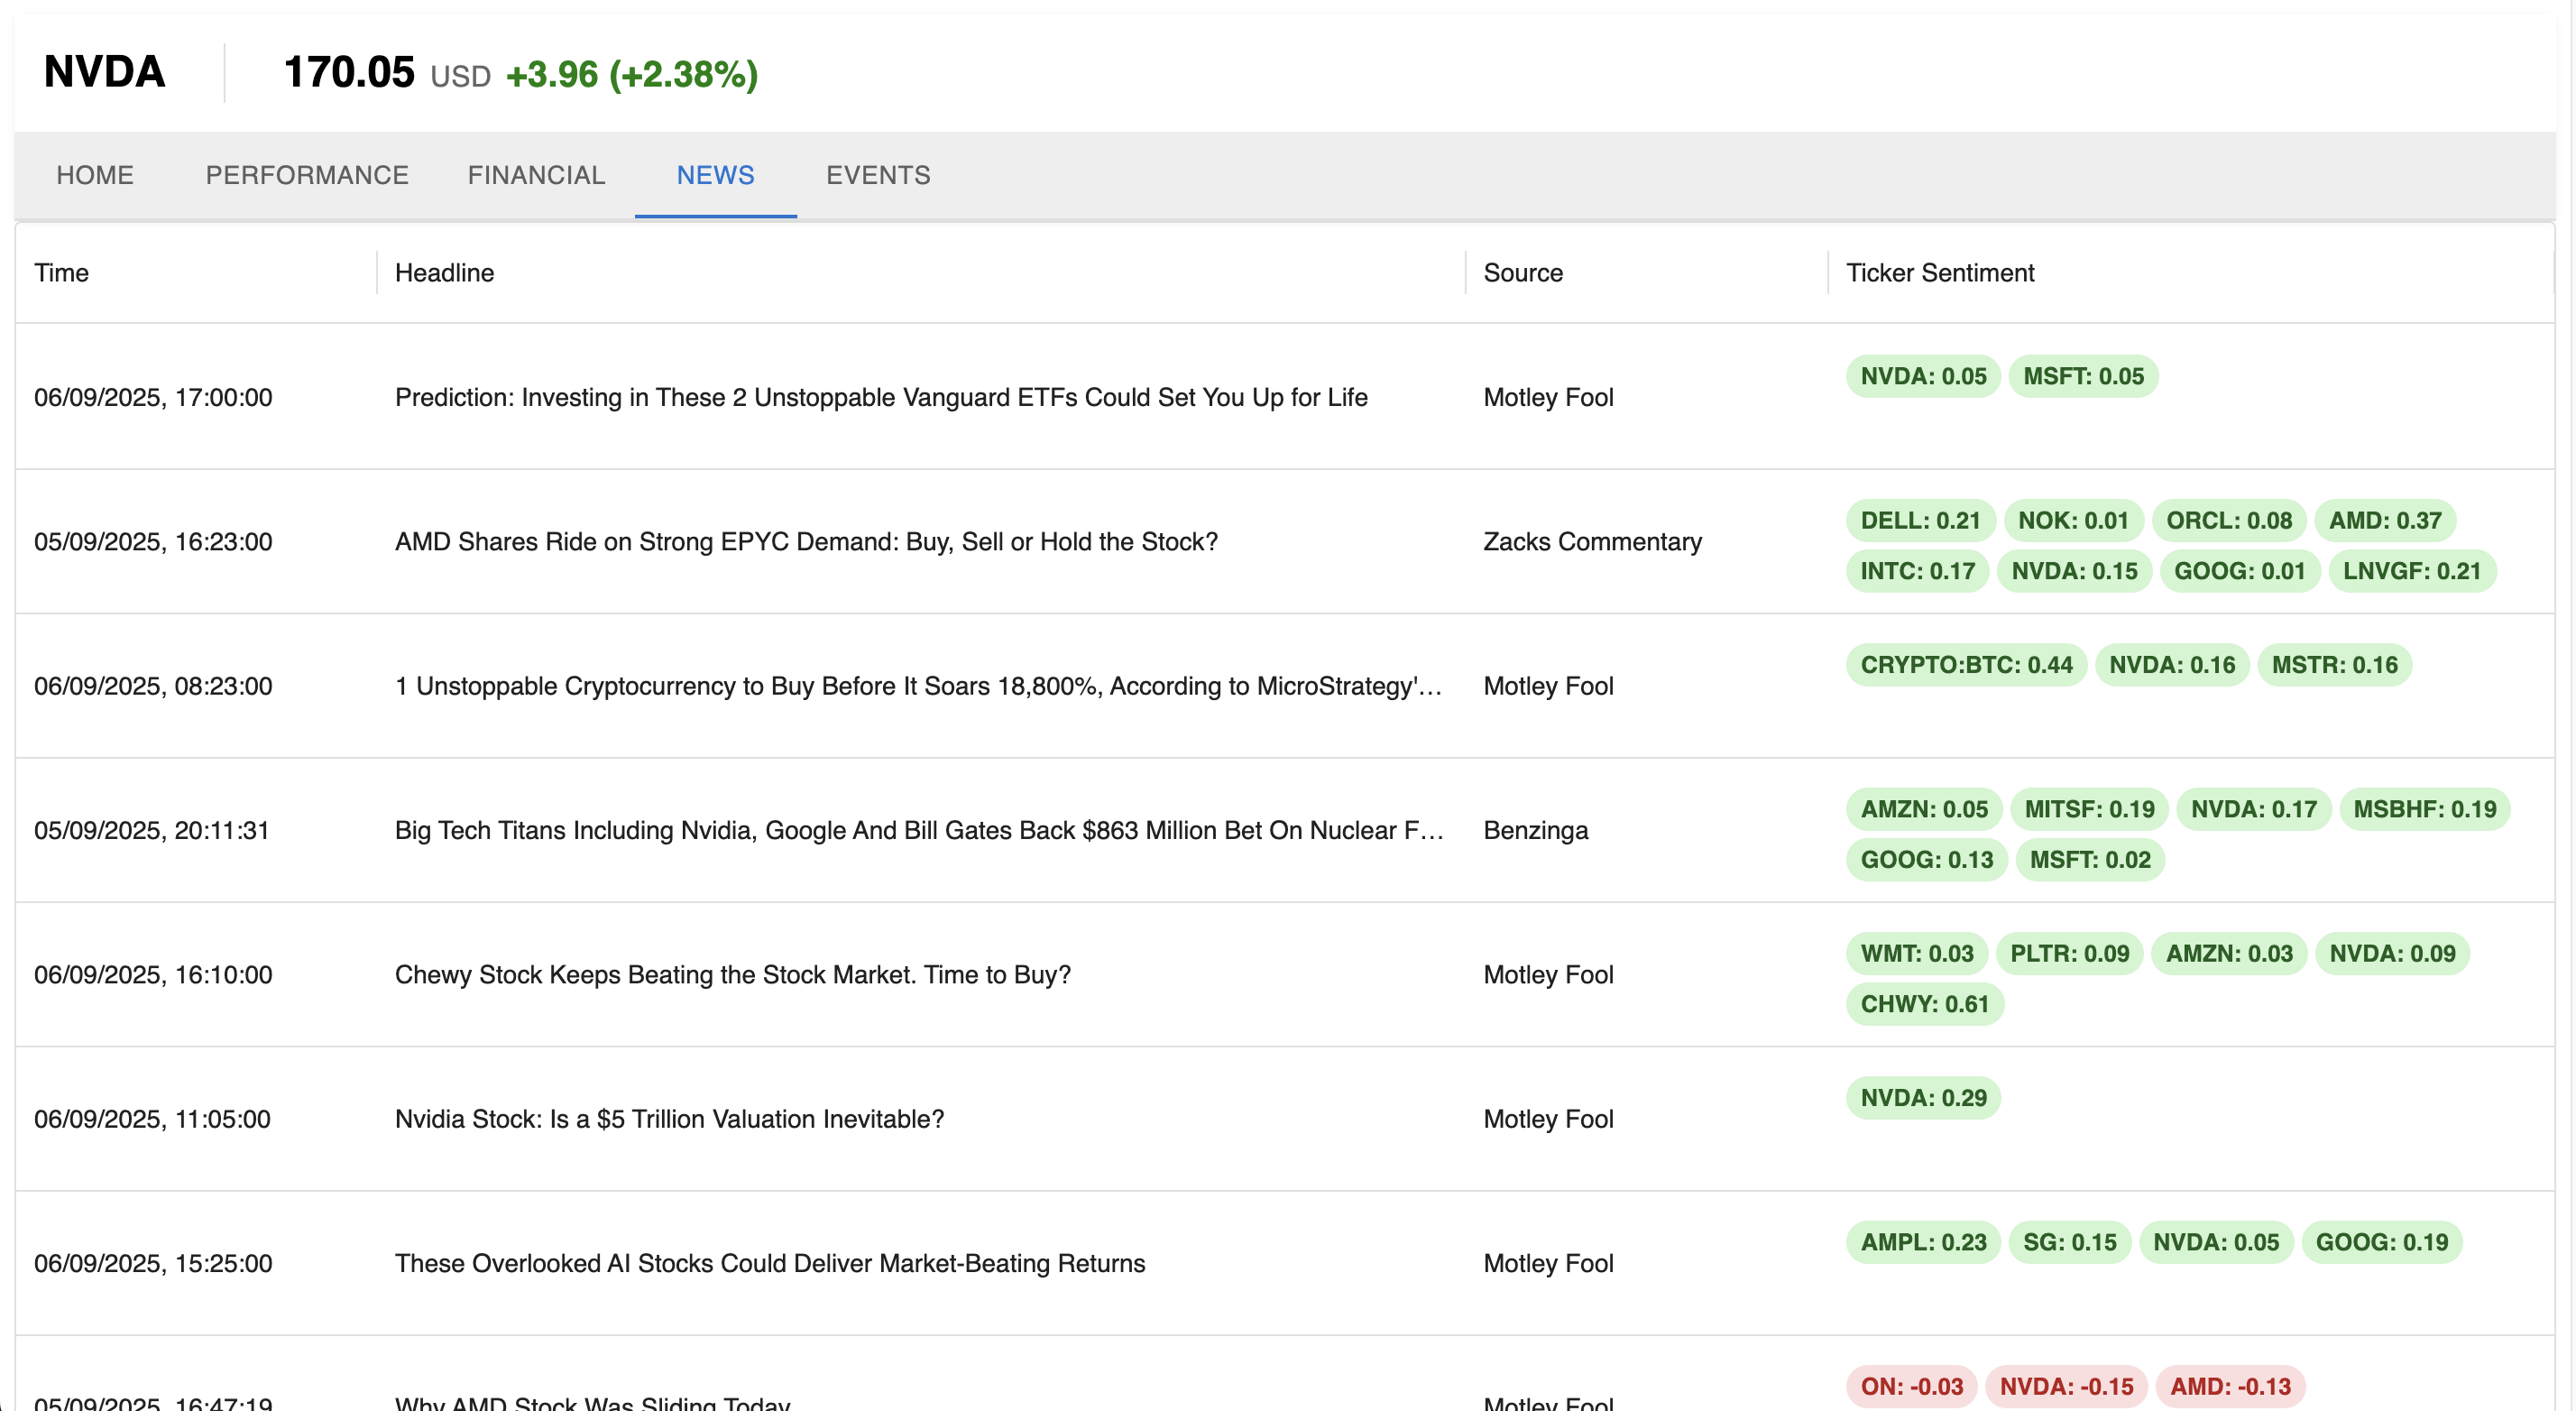 NVDA 170.05 USD +3.96 (+2.38%)
HOME PERFORMANCE FINANCIAL NEWS EVENTS
Time Headline Source Ticker Sentiment
06/09/2025, 17:00:00 Prediction: Investing in These 2 Unstoppable Vanguard ETFs Could Set You Up for Life Motley Fool NVDA: 0.05 MSFT: 0.05
05/09/2025, 16:23:00 AMD Shares Ride on Strong EPYC Demand: Buy, Sell or Hold the Stock? Zacks Commentary DELL: 0.21 NOK: 0.01 ORCL: 0.08 AMD: 0.37
INTC: 0.17 NVDA: 0.15 GOOG: 0.01 LNVGF: 0.21
06/09/2025, 08:23:00 1 Unstoppable Cryptocurrency to Buy Before It Soars 18,800%, According to MicroStrategy'... Motley Fool CRYPTO:BTC: 0.44 NVDA: 0.16 MSTR: 0.16
05/09/2025, 20:11:31 Big Tech Titans Including Nvidia, Google And Bill Gates Back $863 Million Bet On Nuclear F... Benzinga AMZN: 0.05 MITSF: 0.19 NVDA: 0.17 MSBHF: 0.19
GOOG: 0.13 MSFT: 0.02
06/09/2025, 16:10:00 Chewy Stock Keeps Beating the Stock Market. Time to Buy? Motley Fool WMT: 0.03 PLTR: 0.09 AMZN: 0.03 NVDA: 0.09
CHWY: 0.61
06/09/2025, 11:05:00 Nvidia Stock: Is a $5 Trillion Valuation Inevitable? Motley Fool NVDA: 0.29
06/09/2025, 15:25:00 These Overlooked AI Stocks Could Deliver Market-Beating Returns Motley Fool AMPL: 0.23 SG: 0.15 NVDA: 0.05 GOOG: 0.19
05/09/2025, 16:47:19 Why AMD Stock Was Sliding Today Motley Fool ON: -0.03 NVDA: -0.15 AMD: -0.13